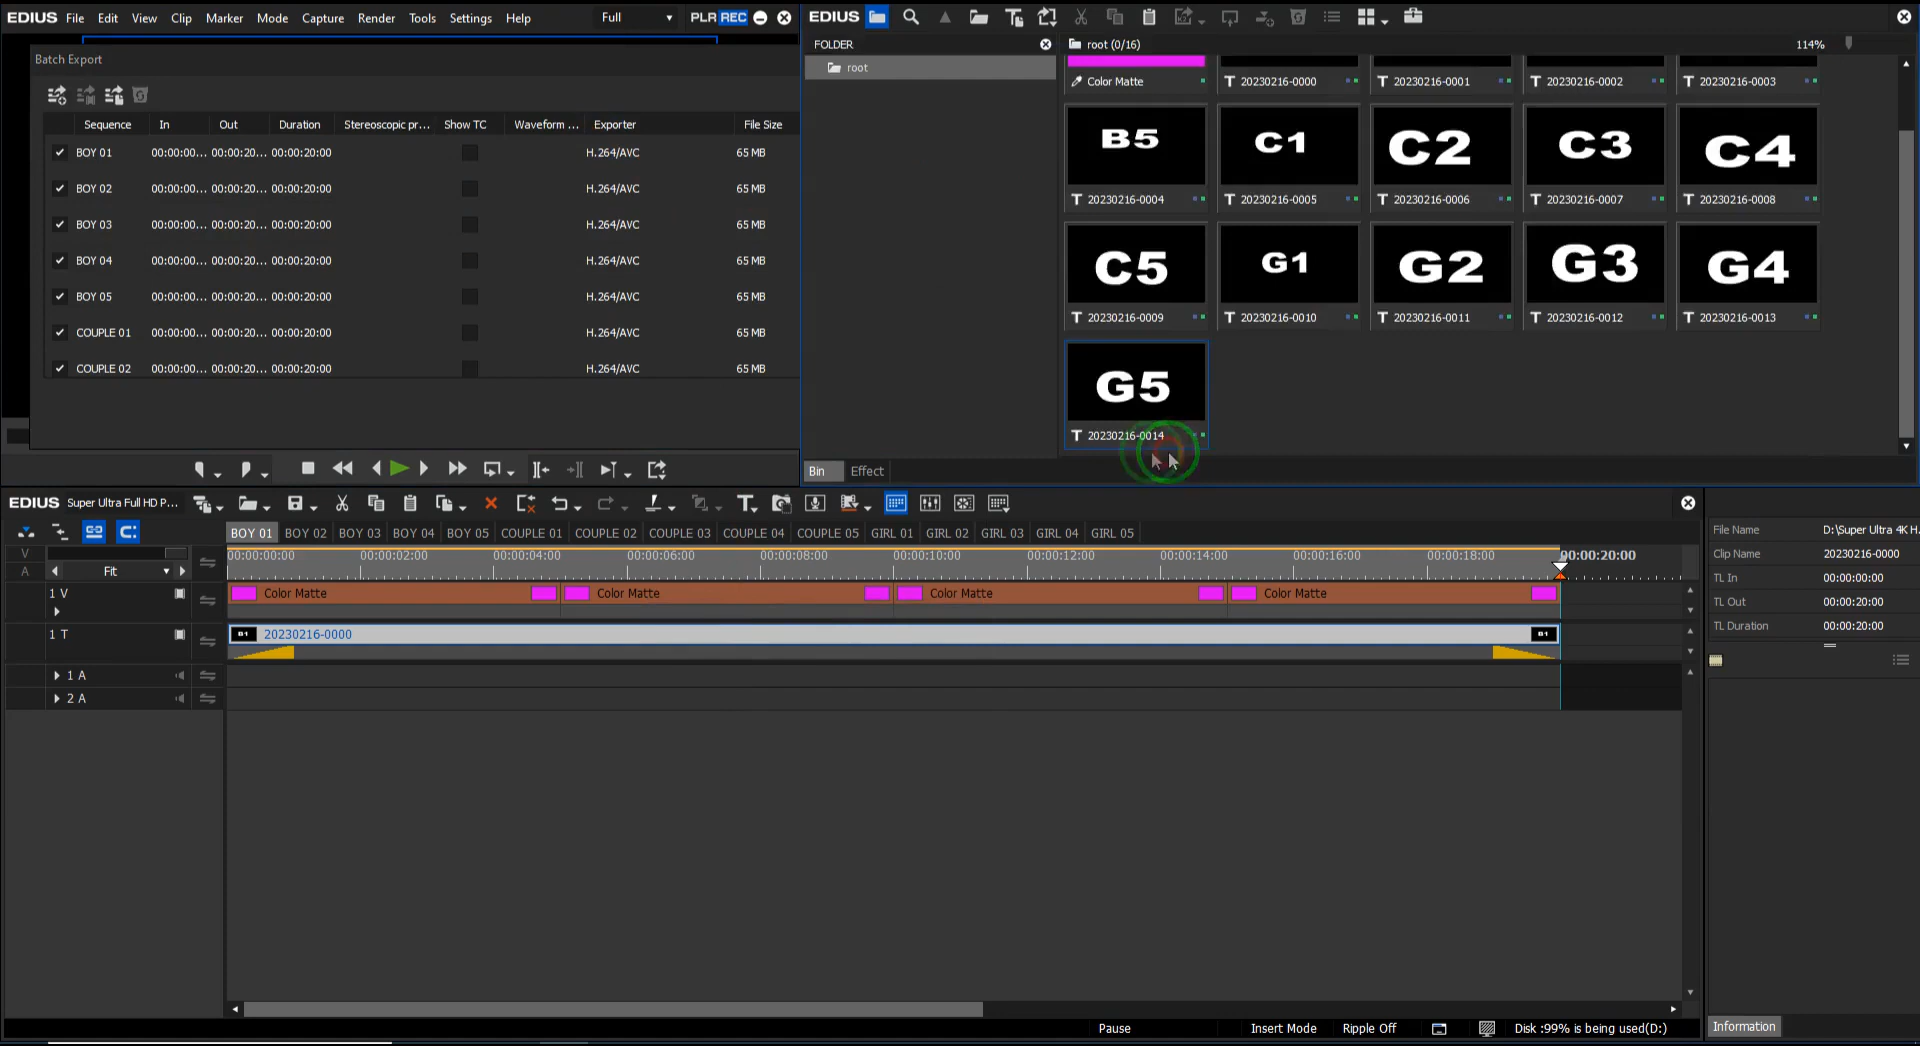 EDIUS File Edit View Clip Marker Mode Capture Render Tools Settings Help Full PLR REC
Batch Export
Sequence In Out Duration Stereoscopic pr... Show TC Waveform ... Exporter File Size
BOY 01 00:00:00... 00:00:20... 00:00:20:00 H.264/AVC 65 MB
BOY 02 00:00:00... 00:00:20... 00:00:20:00 H.264/AVC 65 MB
BOY 03 00:00:00... 00:00:20... 00:00:20:00 H.264/AVC 65 MB
BOY 04 00:00:00... 00:00:20... 00:00:20:00 H.264/AVC 65 MB
BOY 05 00:00:00... 00:00:20... 00:00:20:00 H.264/AVC 65 MB
COUPLE 01 00:00:00... 00:00:20... 00:00:20:00 H.264/AVC 65 MB
COUPLE 02 00:00:00... 00:00:20... 00:00:20:00 H.264/AVC 65 MB
EDIUS
FOLDER
root
root (0/16) 114%
Color Matte T 20230216-0000 T 20230216-0001 T 20230216-0002 T 20230216-0003
B5 C1 C2 C3 C4
T 20230216-0004 T 20230216-0005 T 20230216-0006 T 20230216-0007 T 20230216-0008
C5 G1 G2 G3 G4
T 20230216-0009 T 20230216-0010 T 20230216-0011 T 20230216-0012 T 20230216-0013
G5
T 20230216-0014
Bin Effect
EDIUS Super Ultra Full HD P...
BOY 01 BOY 02 BOY 03 BOY 04 BOY 05 COUPLE 01 COUPLE 02 COUPLE 03 COUPLE 04 COUPLE 05 GIRL 01 GIRL 02 GIRL 03 GIRL 04 GIRL 05
V
A Fit
00:00:00:00 00:00:02:00 00:00:04:00 00:00:06:00 00:00:08:00 00:00:10:00 00:00:12:00 00:00:14:00 00:00:16:00 00:00:18:00 00:00:20:00
1 V Color Matte Color Matte Color Matte Color Matte
1 T B1 20230216-0000 B1
1 A
2 A
File Name D:\Super Ultra 4K H...
Clip Name 20230216-0000
TL In 00:00:00:00
TL Out 00:00:20:00
TL Duration 00:00:20:00
Pause Insert Mode Ripple Off Disk :99% is being used(D:)
Information